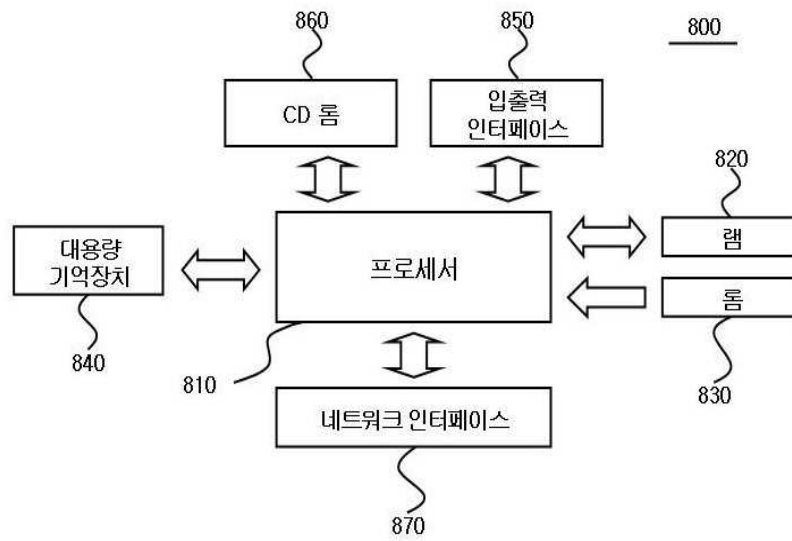 860
850
800
CD 롬
입출력
인터페이스
820
램
대용량
기억장치
프로세서
롬
840
810
830
네트워크 인터페이스
870